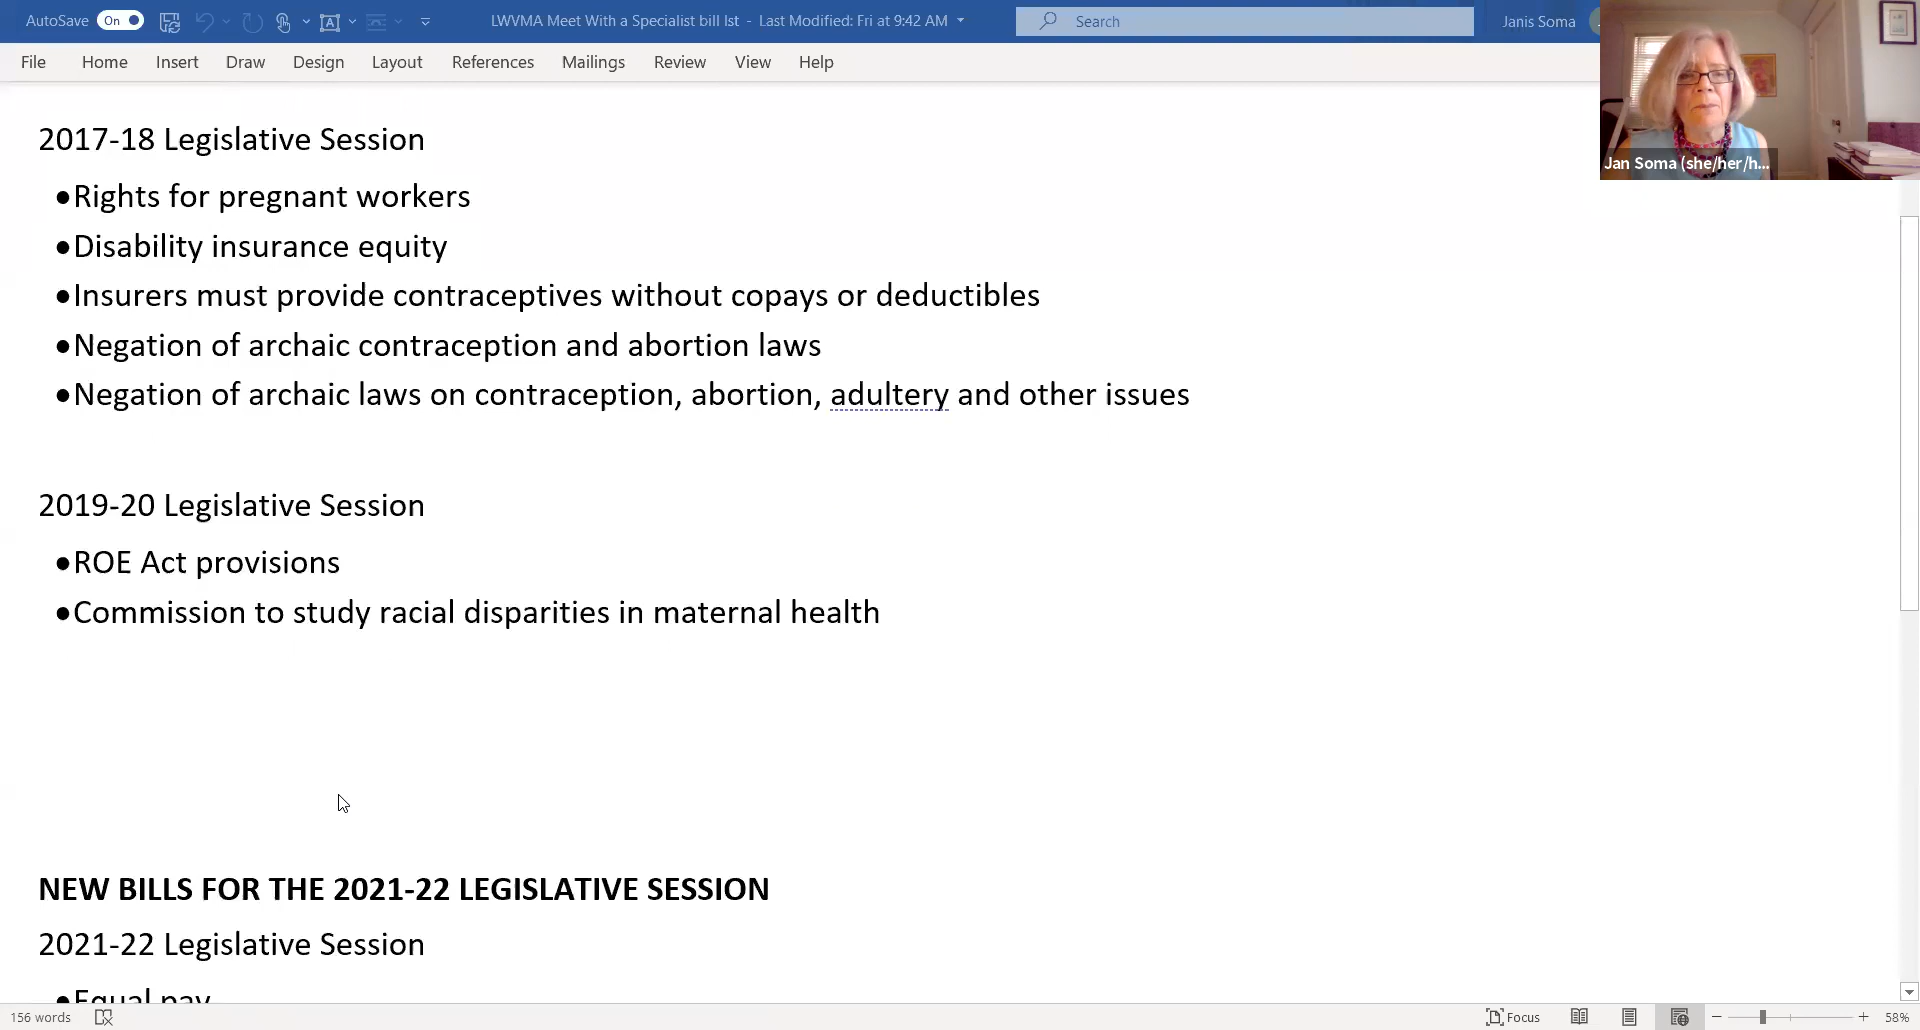 AutoSave On LWVMA Meet With a Specialist bill lst - Last Modified: Fri at 9:42 AM Search Janis Soma
File Home Insert Draw Design Layout References Mailings Review View Help
Jan Soma (she/her/h...
2017-18 Legislative Session
•Rights for pregnant workers
•Disability insurance equity
•Insurers must provide contraceptives without copays or deductibles
•Negation of archaic contraception and abortion laws
•Negation of archaic laws on contraception, abortion, adultery and other issues
2019-20 Legislative Session
•ROE Act provisions
•Commission to study racial disparities in maternal health
NEW BILLS FOR THE 2021-22 LEGISLATIVE SESSION
2021-22 Legislative Session
•Equal pay
156 words Focus 58%